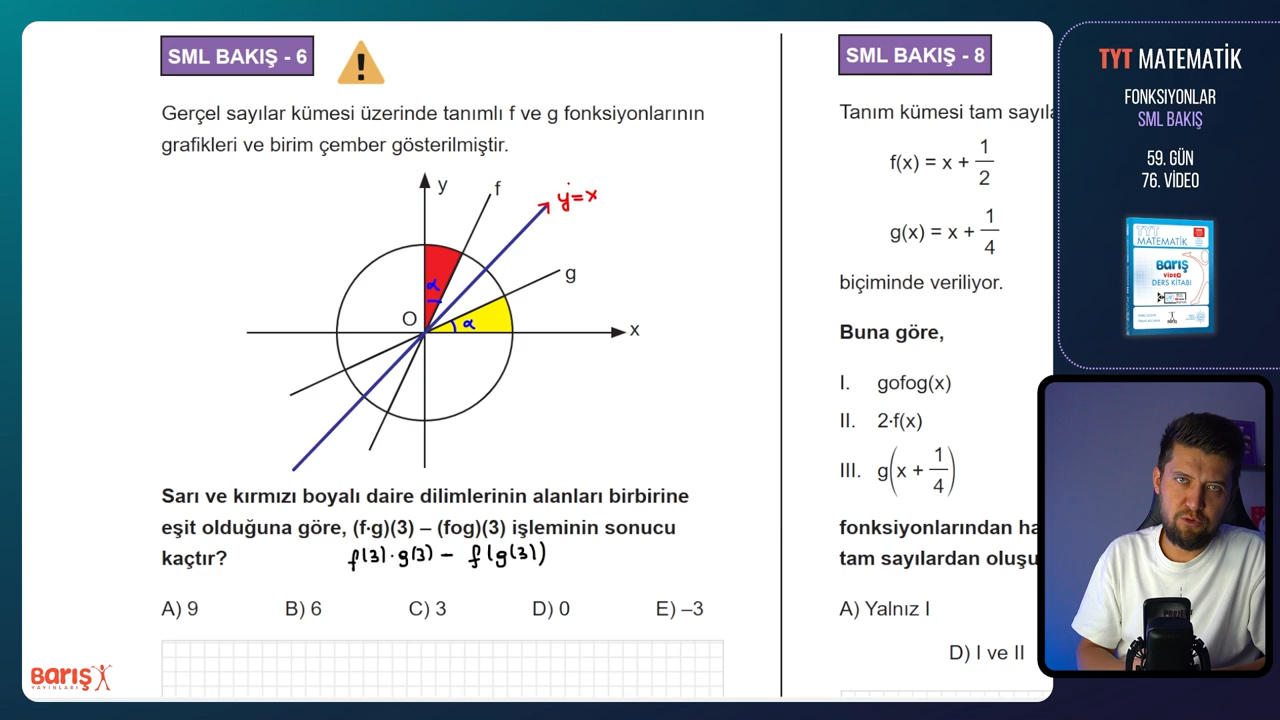 SML BAKIŞ - 6
!
Gerçel sayılar kümesi üzerinde tanımlı f ve g fonksiyonlarının
grafikleri ve birim çember gösterilmiştir.
y
f
y=x
g
α
O
α
x
Sarı ve kırmızı boyalı daire dilimlerinin alanları birbirine
eşit olduğuna göre, (f·g)(3) – (fog)(3) işleminin sonucu
kaçtır?
f(3)·g(3) – f(g(3))
A) 9 B) 6 C) 3 D) 0 E) –3
BARIŞ
YAYINLARI
SML BAKIŞ - 8
Tanım kümesi tam sayıla
f(x) = x + 1/2
g(x) = x + 1/4
biçiminde veriliyor.
Buna göre,
I. gofog(x)
II. 2·f(x)
III. g(x + 1/4)
fonksiyonlarından ha
tam sayılardan oluşu
A) Yalnız I
D) I ve II
TYT MATEMATİK
FONKSIYONLAR
SML BAKIŞ
59. GÜN
76. VİDEO
TYT
MATEMATİK
BARIŞ
VİDEO
DERS KİTABI